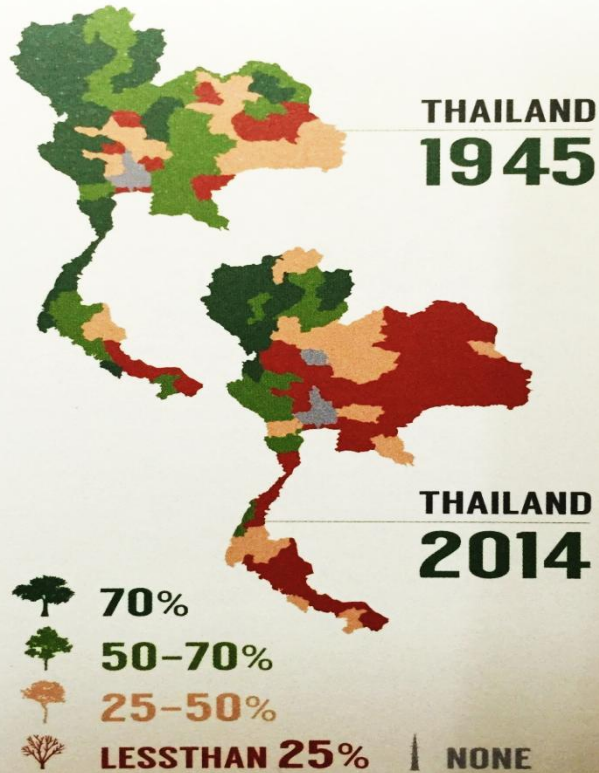 THAILAND
1945
THAILAND
2014
70%
50-70%
25-50%
LESSTHAN 25%
NONE